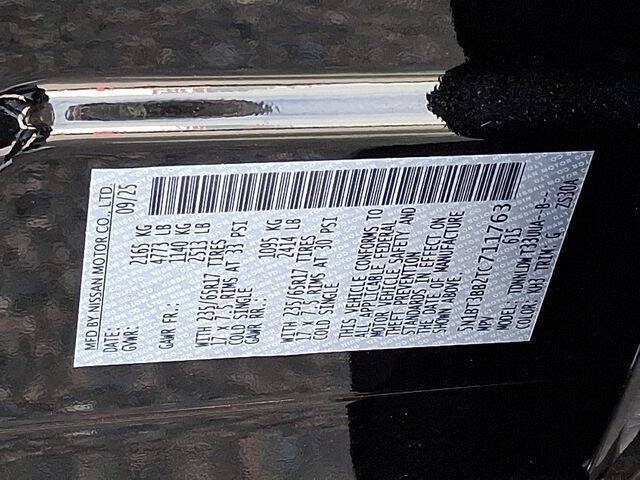 MFD BY NISSAN MOTOR CO., LTD.
DATE: 09/25
GVWR: 2165 KG
4773 LB
GAWR FR.: 1140 KG
2513 LB
WITH 235/65R17 TIRES
17 X 7.5 RIMS AT 33 PSI
COLD SINGLE
GAWR RR.: 1095 KG
2414 LB
WITH 235/65R17 TIRES
17 X 7.5 RIMS AT 30 PSI
COLD SINGLE
THIS VEHICLE CONFORMS TO
ALL APPLICABLE FEDERAL
MOTOR VEHICLE SAFETY AND
THEFT PREVENTION
STANDARDS IN EFFECT ON
THE DATE OF MANUFACTURE
SHOWN ABOVE.
5N1BT3BB2TC711763
MPV 615
MODEL:
COLOR: KH3 TRIM: G